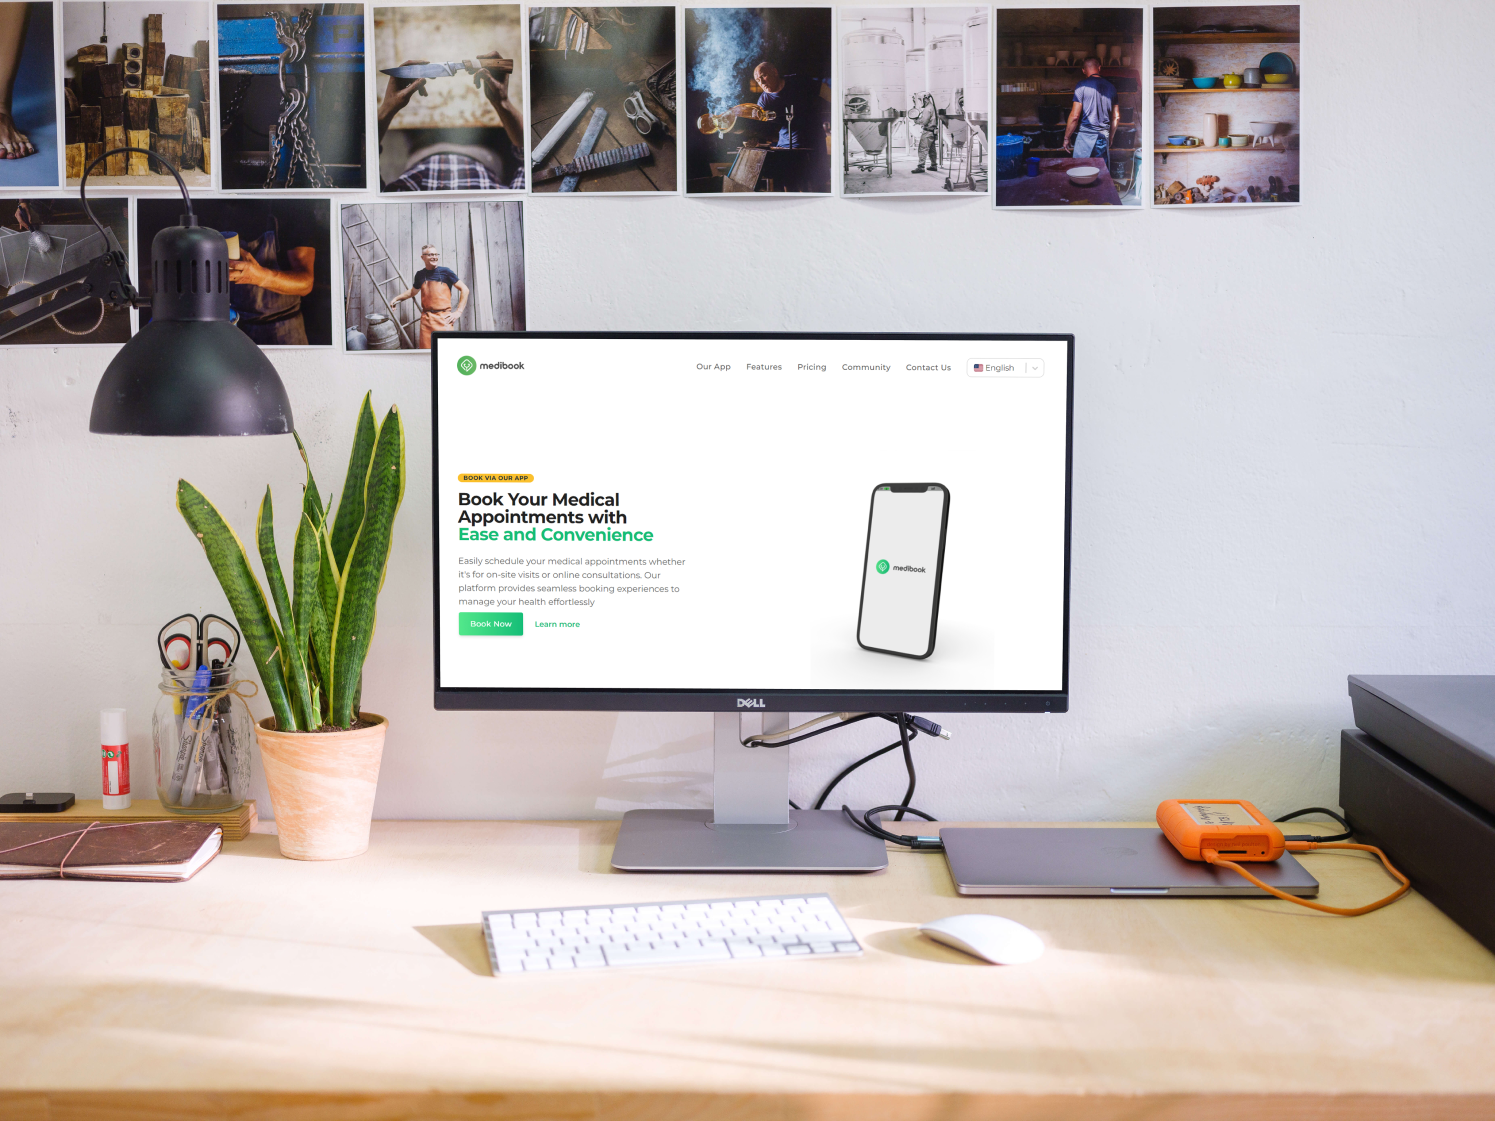 medibook
Our App
Features
Pricing
Community
Contact Us
English
BOOK VIA OUR APP
Book Your Medical
Appointments with
Ease and Convenience
Easily schedule your medical appointments whether
it's for on-site visits or online consultations. Our
platform provides seamless booking experiences to
manage your health effortlessly
Book Now
Learn more
medibook
DELL